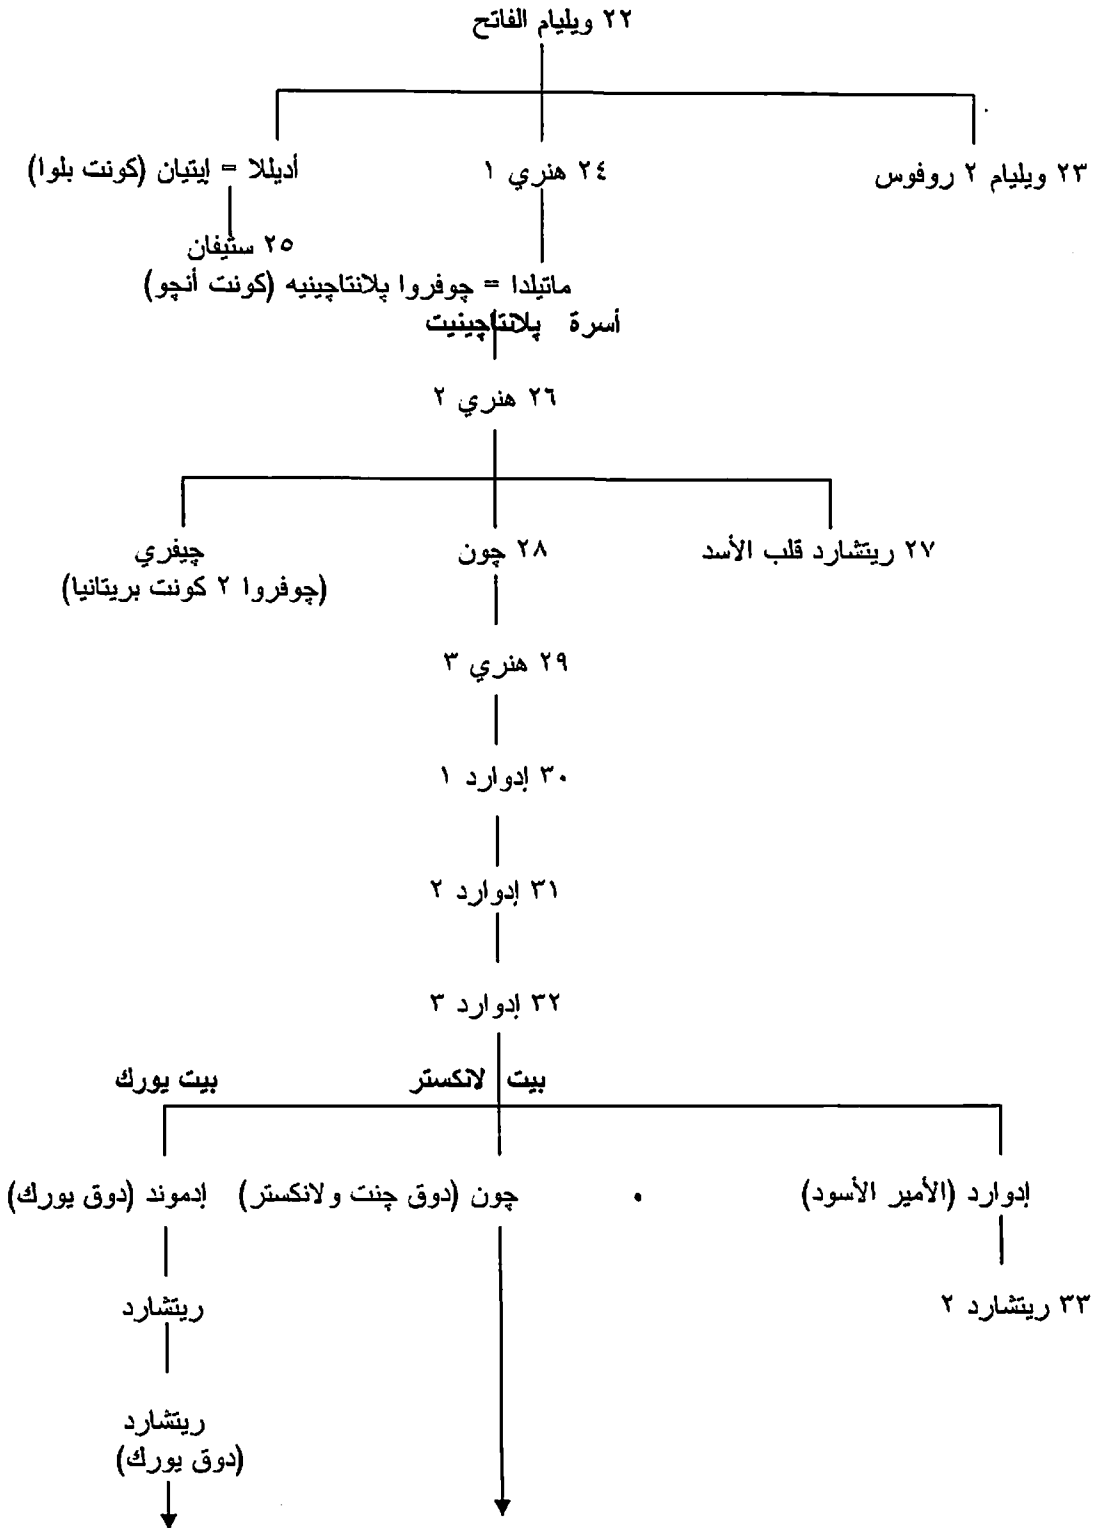 ٢٢ ويليام الفاتح
٢٣ ويليام ٢ روفوس
٢٤ هنري ١
أديللا = إيتيان (كونت بلوا)
٢٥ ستيفان
ماتيلدا = چوفروا پلانتاچينيه (كونت أنچو)
أسرة پلانتاچينيت
٢٦ هنري ٢
٢٧ ريتشارد قلب الأسد
٢٨ چون
چيفري
(چوفروا ٢ كونت بريتانيا)
٢٩ هنري ٣
٣٠ إدوارد ١
٣١ إدوارد ٢
٣٢ إدوارد ٣
بيت لانكستر
بيت يورك
إدوارد (الأمير الأسود)
چون (دوق چنت ولانكستر)
إدموند (دوق يورك)
٣٣ ريتشارد ٢
ريتشارد
ريتشارد
(دوق يورك)